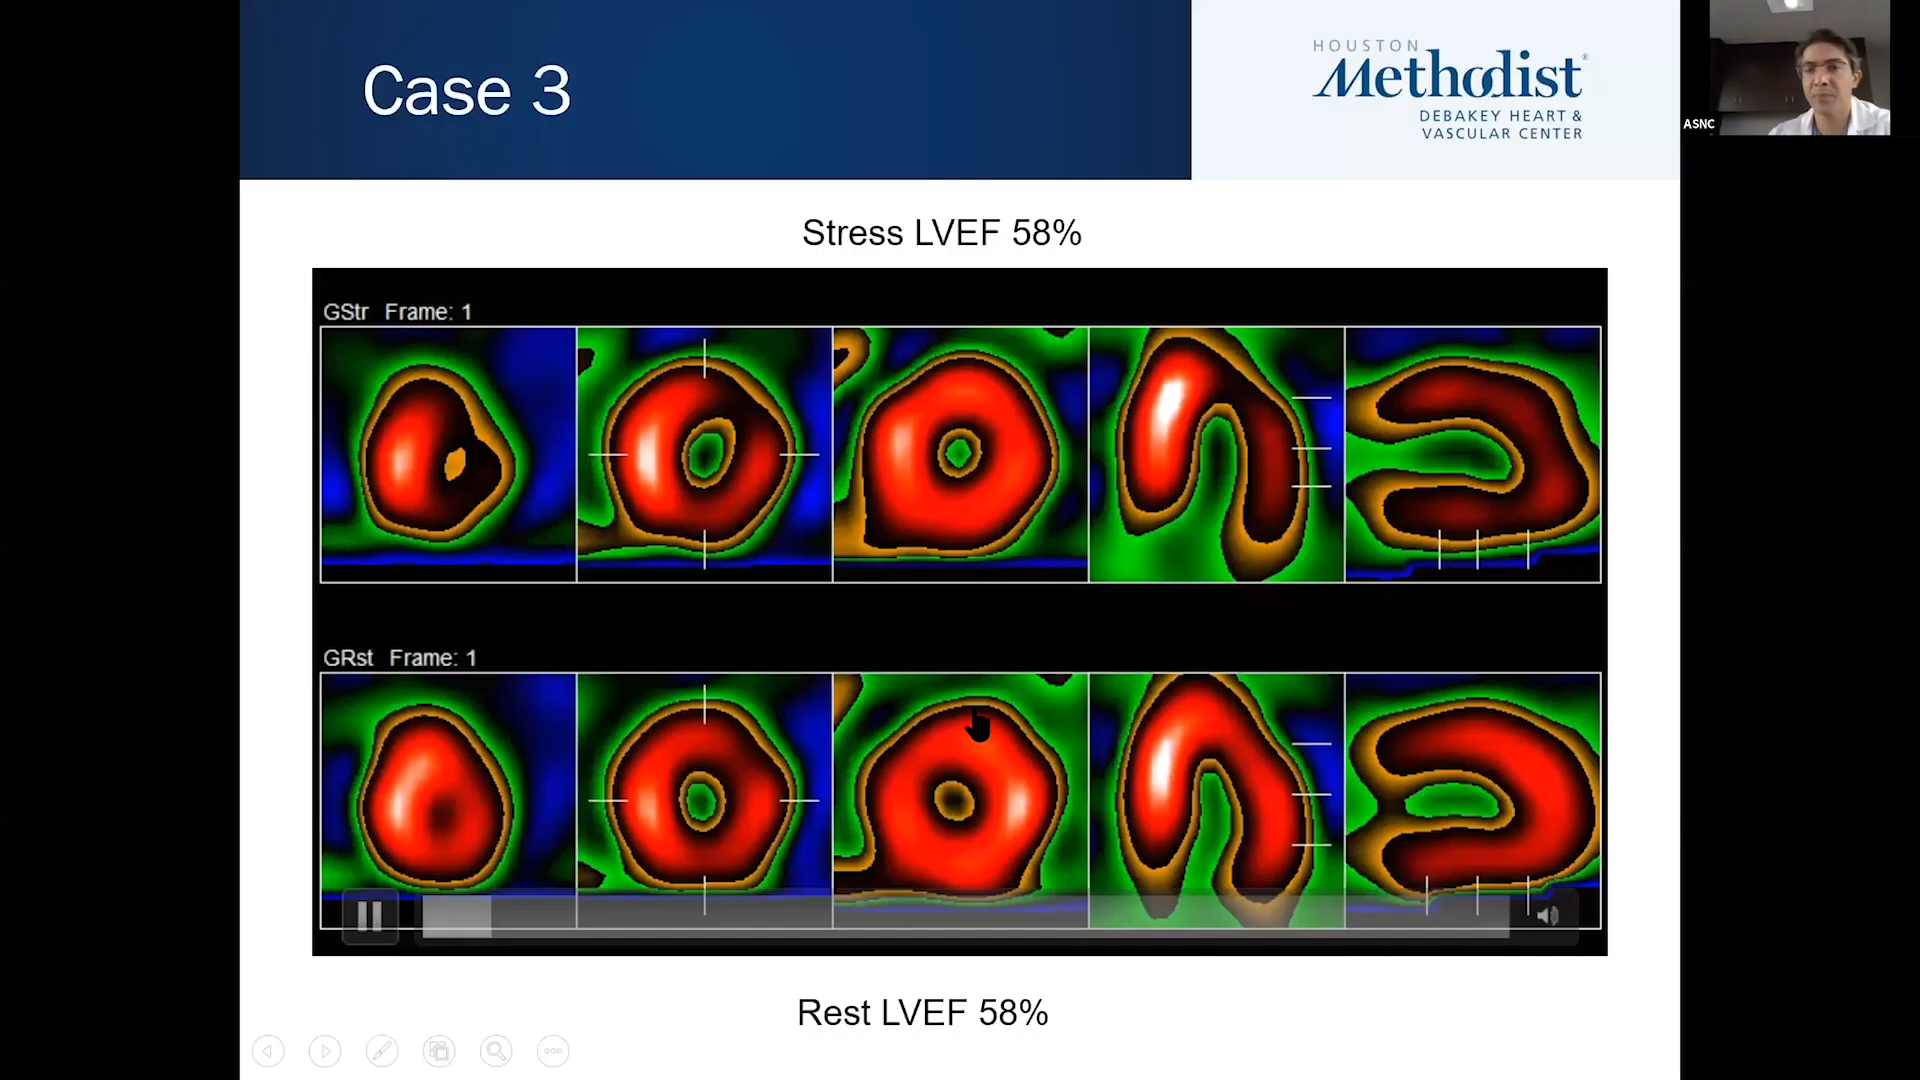 Case 3
HOUSTON
Methodist®
DEBAKEY HEART &
VASCULAR CENTER
ASNC
Stress LVEF 58%
GStr Frame: 1
GRst Frame: 1
Rest LVEF 58%